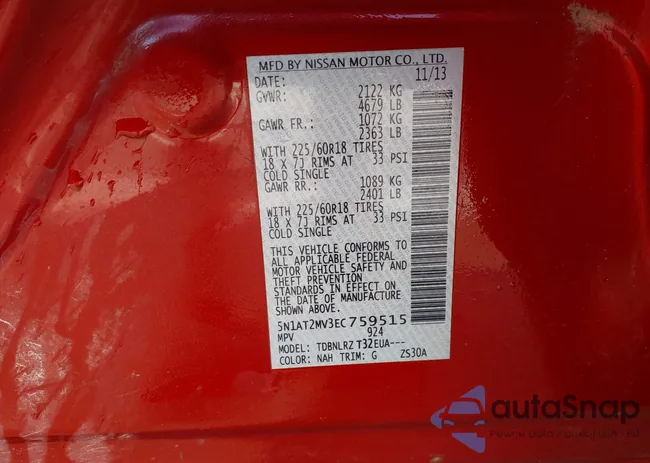 MFD BY NISSAN MOTOR CO., LTD.
DATE: 11/13
GVWR: 2122 KG
4679 LB
GAWR FR.: 1072 KG
2363 LB
WITH 225/60R18 TIRES
18 X 7J RIMS AT 33 PSI
COLD SINGLE
GAWR RR.: 1089 KG
2401 LB
WITH 225/60R18 TIRES
18 X 7J RIMS AT 33 PSI
COLD SINGLE
THIS VEHICLE CONFORMS TO
ALL APPLICABLE FEDERAL
MOTOR VEHICLE SAFETY AND
THEFT PREVENTION
STANDARDS IN EFFECT ON THE
DATE OF MANUFACTURE
5N1AT2MV3EC759515
MPV 924
MODEL: TDBNLRZ T32EUA---
COLOR: NAH TRIM: G ZS30A
autoSnap